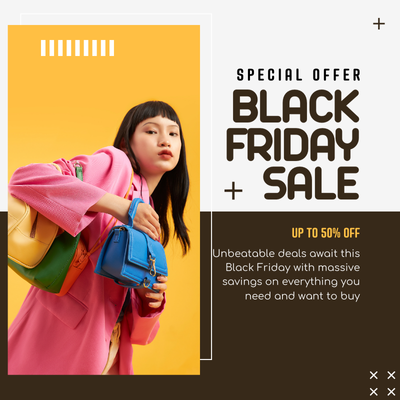 SPECIAL OFFER
BLACK
FRIDAY
SALE
UP TO 50% OFF
Unbeatable deals await this
Black Friday with massive
savings on everything you
need and want to buy